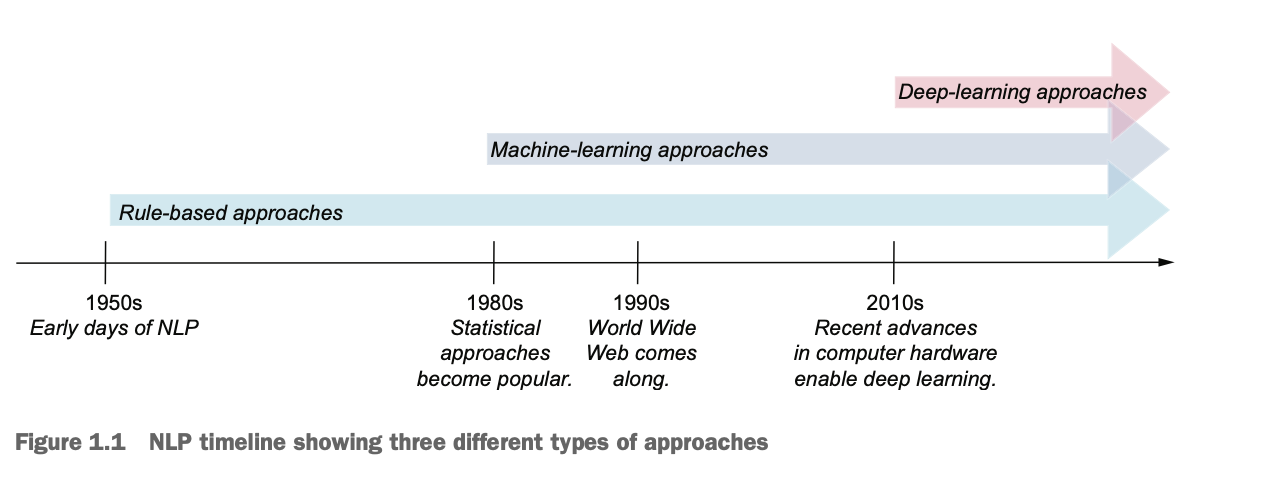 Deep-learning approaches
Machine-learning approaches
Rule-based approaches
1950s
Early days of NLP
1980s
Statistical
approaches
become popular.
1990s
World Wide
Web comes
along.
2010s
Recent advances
in computer hardware
enable deep learning.
Figure 1.1 NLP timeline showing three different types of approaches